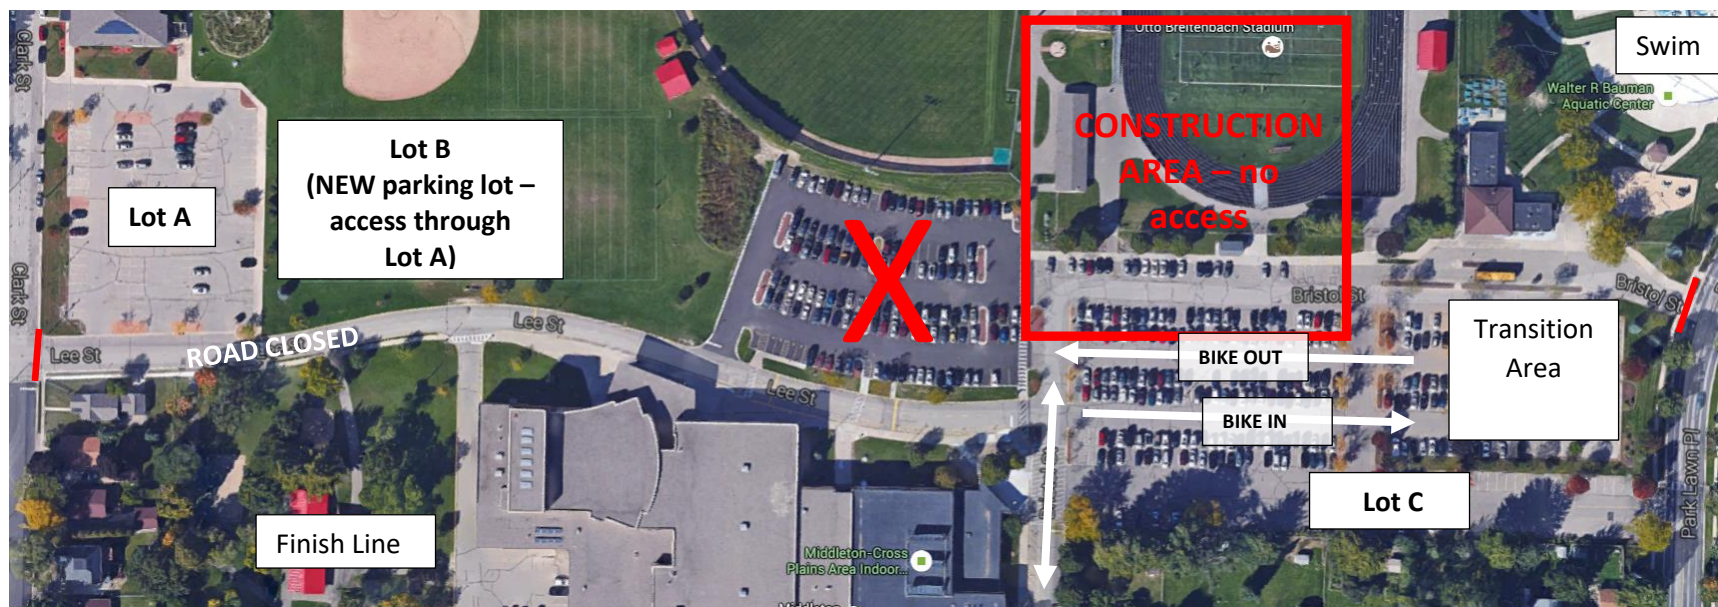 Clark St
Otto Breitenbach Stadium
Swim
Walter R Bauman
Aquatic Center
CONSTRUCTION
AREA – no
access
Lot B
(NEW parking lot –
access through
Lot A)
Lot A
X
Clark St
Bristol St
Bristol St
Transition
Area
Lee St
ROAD CLOSED
Lee St
BIKE OUT
Lee St
BIKE IN
Park Lawn Pl
Lot C
Finish Line
Middleton-Cross
Plains Area Indoor...
Middleton